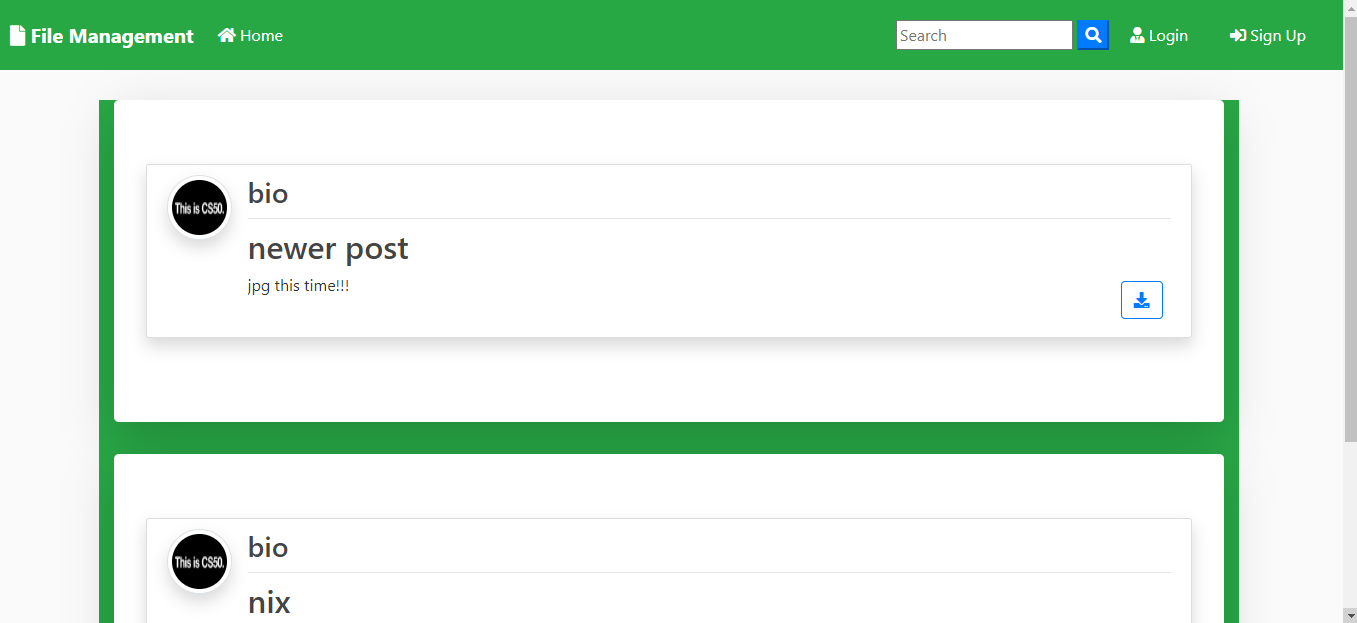 File Management Home Search Login Sign Up
bio
This is CS50.
newer post
jpg this time!!!
bio
This is CS50.
nix